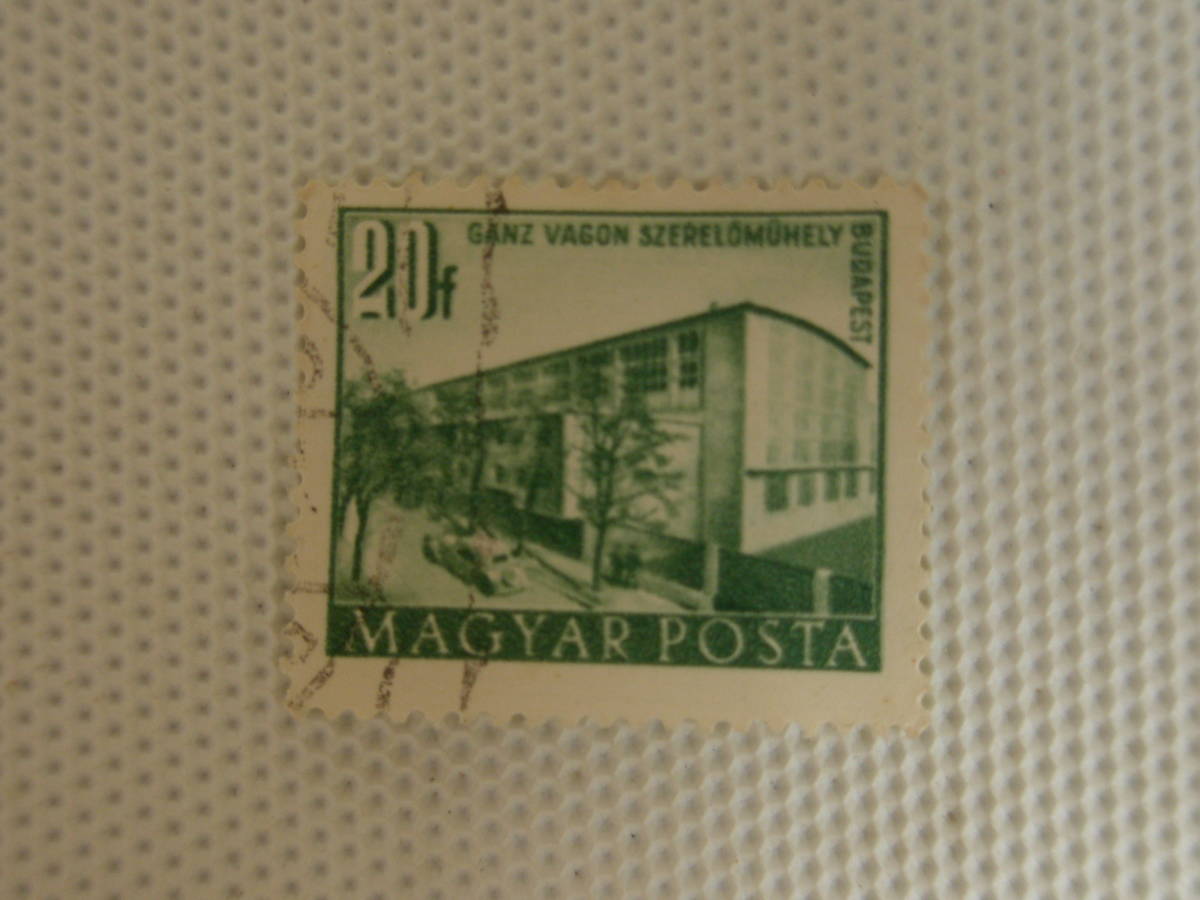 20f
GANZ VAGON SZERELŐMŰHELY
BUDAPEST
MAGYAR POSTA